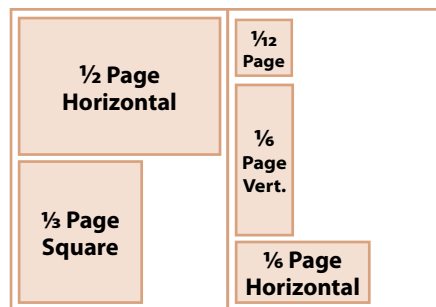 ½ Page
Horizontal
⅓ Page
Square
1⁄12
Page
⅙
Page
Vert.
⅙ Page
Horizontal